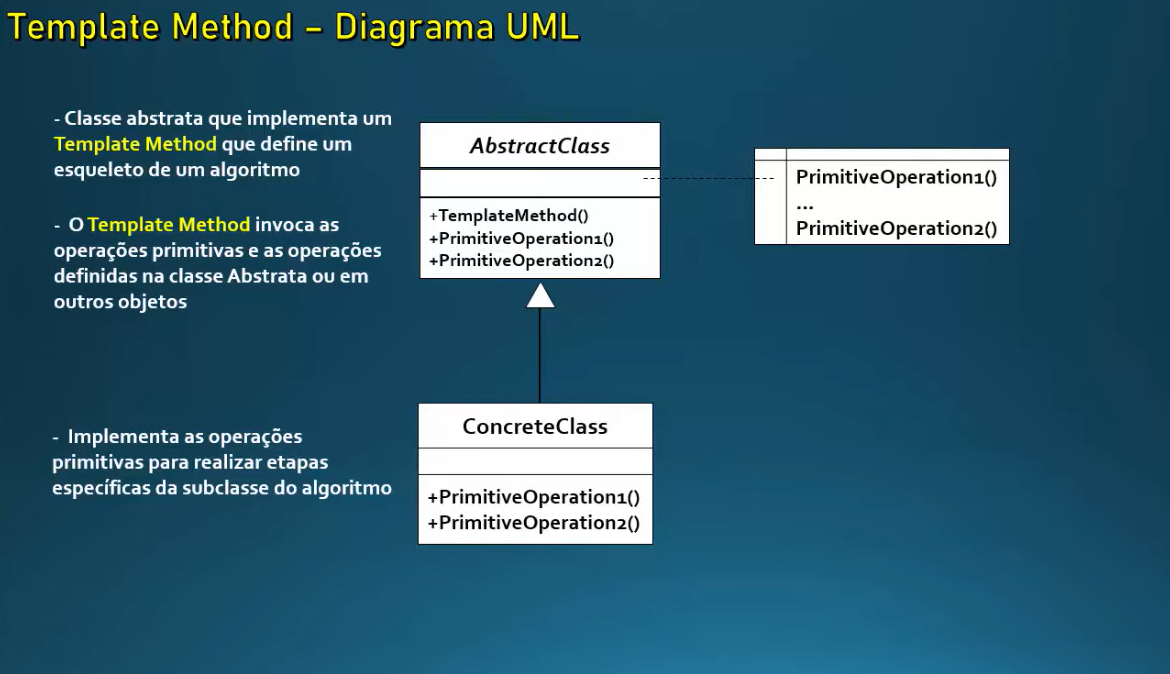 Template Method – Diagrama UML
- Classe abstrata que implementa um
Template Method que define um
esqueleto de um algoritmo
- O Template Method invoca as
operações primitivas e as operações
definidas na classe Abstrata ou em
outros objetos
AbstractClass
+TemplateMethod()
+PrimitiveOperation1()
+PrimitiveOperation2()
PrimitiveOperation1()
...
PrimitiveOperation2()
- Implementa as operações
primitivas para realizar etapas
específicas da subclasse do algoritmo
ConcreteClass
+PrimitiveOperation1()
+PrimitiveOperation2()